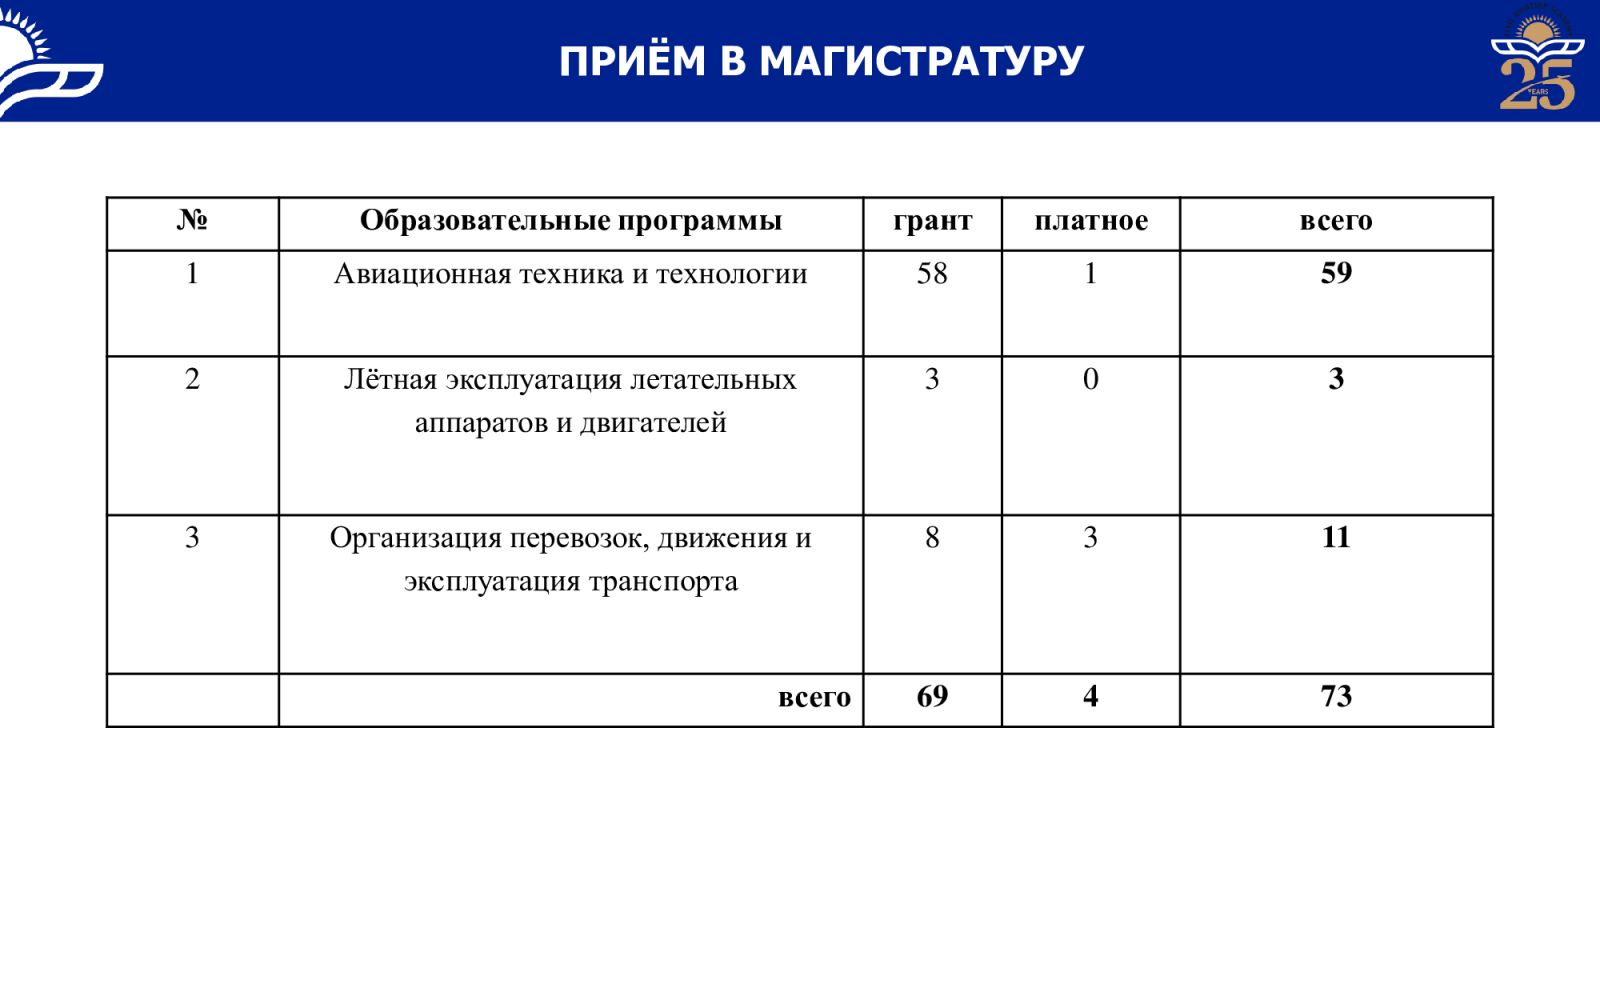 ПРИЁМ В МАГИСТРАТУРУ
25
YEARS
№ Образовательные программы грант платное всего
1 Авиационная техника и технологии 58 1 59
2 Лётная эксплуатация летательных 3 0 3
аппаратов и двигателей
3 Организация перевозок, движения и 8 3 11
эксплуатация транспорта
всего 69 4 73